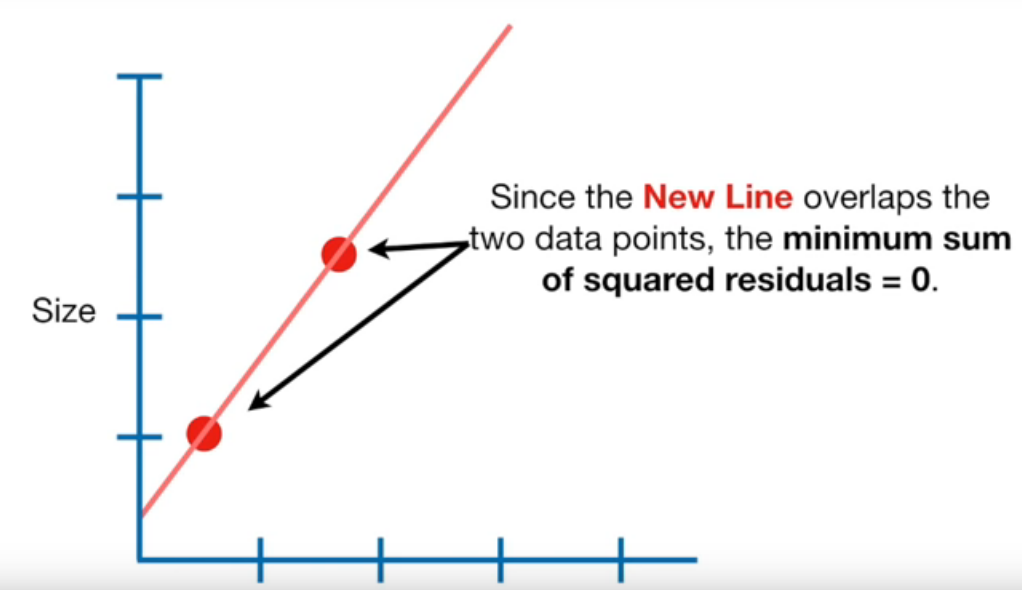 Since the New Line overlaps the
two data points, the minimum sum
of squared residuals = 0.
Size